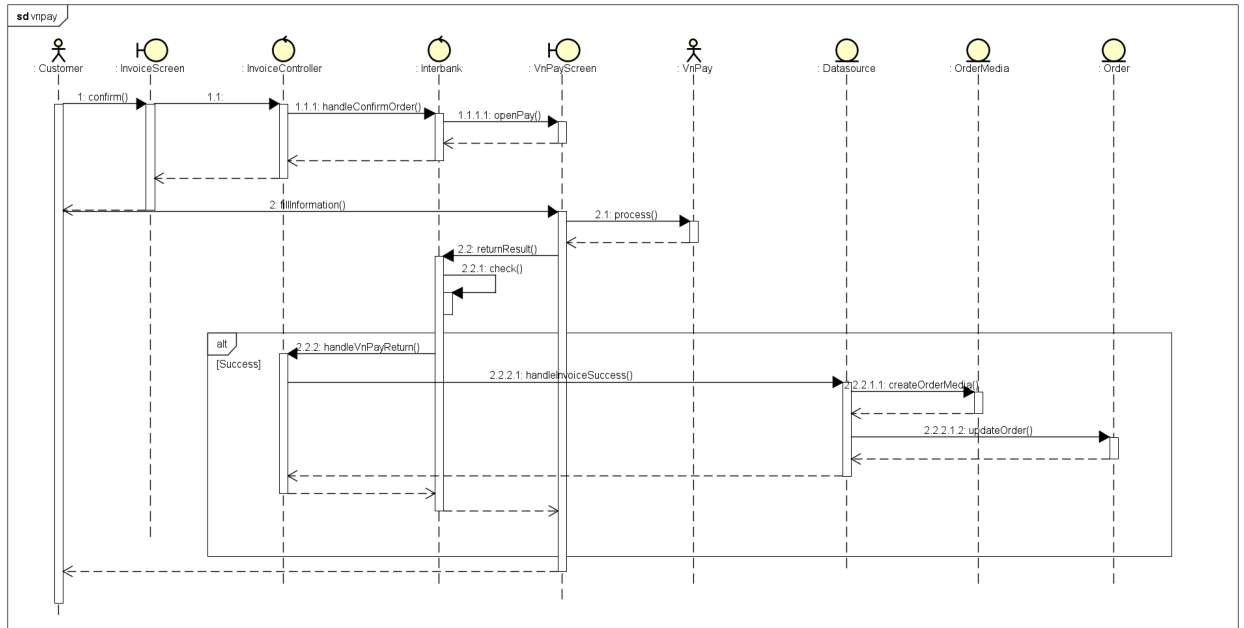 sd vnpay
: Customer
: InvoiceScreen
: InvoiceController
: Interbank
: VnPayScreen
: VnPay
: Datasource
: OrderMedia
: Order
1: confirm()
1.1:
1.1.1: handleConfirmOrder()
1.1.1.1: openPay()
2: fillInformation()
2.1: process()
2.2: returnResult()
2.2.1: check()
alt
[Success]
2.2.2: handleVnPayReturn()
2.2.2.1: handleInvoiceSuccess()
2.2.2.1.1: createOrderMedia()
2.2.2.1.2: updateOrder()